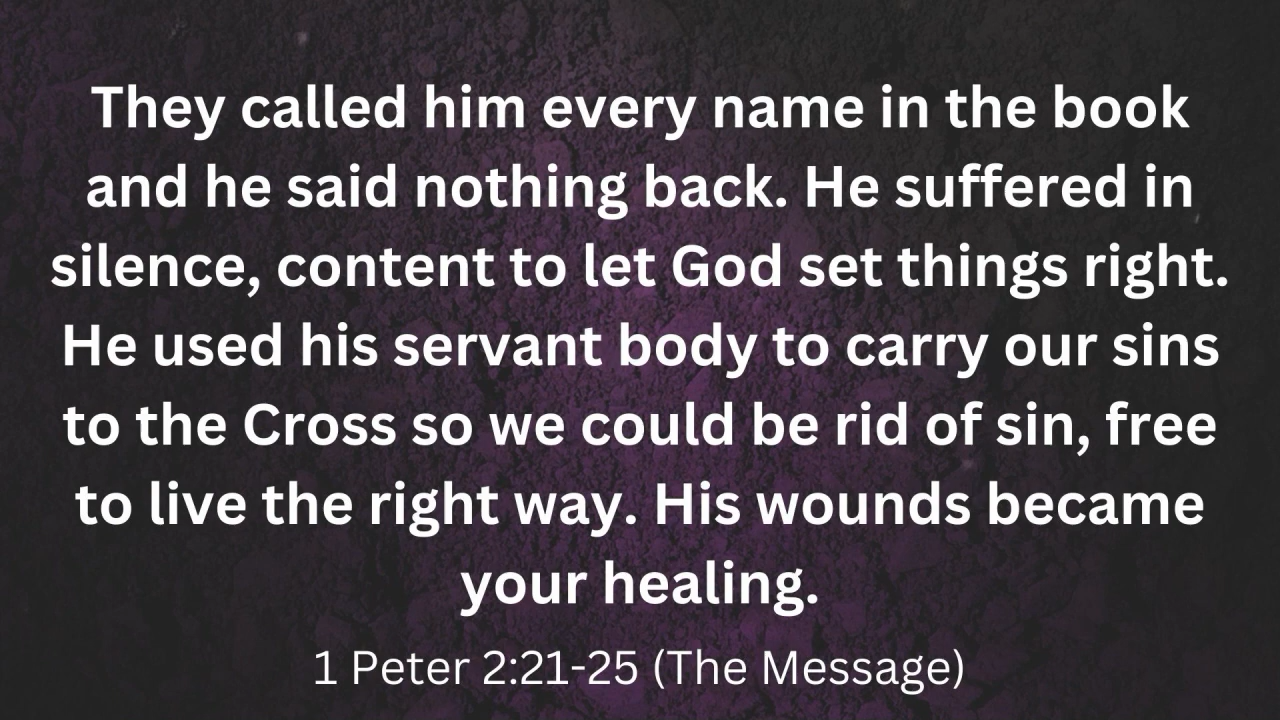 They called him every name in the book
and he said nothing back. He suffered in
silence, content to let God set things right.
He used his servant body to carry our sins
to the Cross so we could be rid of sin, free
to live the right way. His wounds became
your healing.
1 Peter 2:21-25 (The Message)